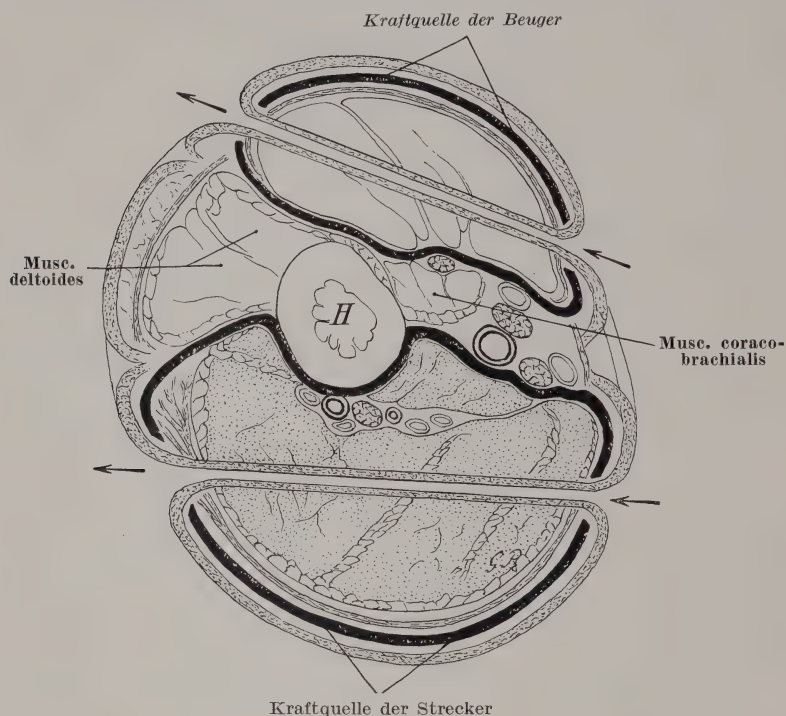 Kraftquelle der Beuger
Musc.
deltoides
H
Musc. coraco-
brachialis
Kraftquelle der Strecker